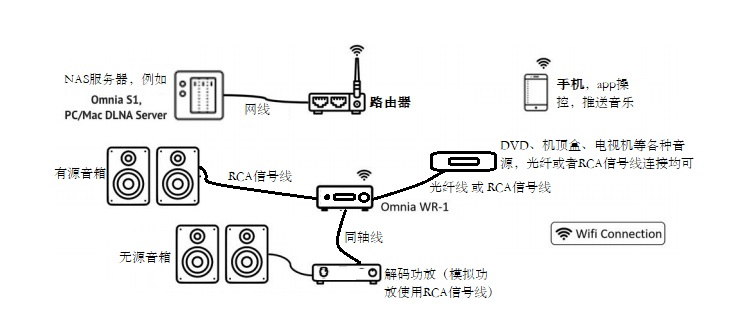 NAS服务器，例如
Omnia S1,
PC/Mac DLNA Server
网线
路由器
手机，app操
控，推送音乐
DVD、机顶盒、电视机等各种音
源，光纤或者RCA信号线连接均可
有源音箱
RCA信号线
光纤线 或 RCA信号线
Omnia WR-1
同轴线
Wifi Connection
无源音箱
解码功放（模拟功
放使用RCA信号线）